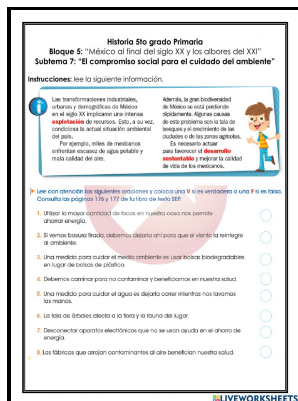 Historia 5to grado Primaria
Bloque 5: "México al final del siglo XX y los albores del XXI"
Subtema 7: "El compromiso social para el cuidado del ambiente"
Instrucciones: lee la siguiente información.
Las transformaciones industriales,
urbanas y demográficas de México
en el siglo XX implicaron una intensa
explotación de recursos. Esto, a su vez,
condiciona la actual situación ambiental
del país.
Por ejemplo, miles de mexicanos
enfrentan escasez de agua potable y
mala calidad del aire.
Además, la gran biodiversidad
de México se está perdiendo
rápidamente. Algunas causas
de este problema son la tala de
bosques y el crecimiento de las
ciudades o de las zonas agrícolas.
Es necesario actuar
para favorecer el desarrollo
sustentable y mejorar la calidad
de vida de los mexicanos.
Lee con atención las siguientes oraciones y coloca una V si es verdadera o una F si es falsa.
Consulta las páginas 176 y 177 de tu libro de texto SEP.
1. Utilizar la mayor cantidad de focos en nuestra casa nos permite
ahorrar energía.
2. Si vemos basura tirada, debemos dejarla ahí para que el viento la reintegre
al ambiente.
3. Una medida para cuidar el medio ambiente es usar bolsas biodegradables
en lugar de bolsas de plástico.
4. Debemos caminar para no contaminar y beneficiarnos en nuestra salud.
5. Una medida para cuidar el agua es dejarla correr mientras nos lavamos
las manos.
6. La tala de árboles afecta a la flora y la fauna del lugar.
7. Desconectar aparatos electrónicos que no se usan ayuda en el ahorro de
energía.
8. Las fábricas que arrojan contaminantes al aire benefician nuestra salud.
LIVEWORKSHEETS